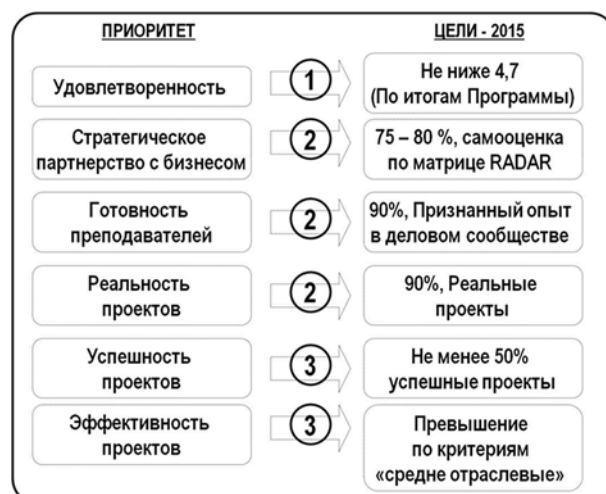 ПРИОРИТЕТ
ЦЕЛИ - 2015
Удовлетворенность
1
Не ниже 4,7
(По итогам Программы)
Стратегическое
партнерство с бизнесом
2
75 – 80 %, самооценка
по матрице RADAR
Готовность
преподавателей
2
90%, Признанный опыт
в деловом сообществе
Реальность
проектов
2
90%, Реальные
проекты
Успешность
проектов
3
Не менее 50%
успешные проекты
Эффективность
проектов
3
Превышение
по критериям
«средне отраслевые»